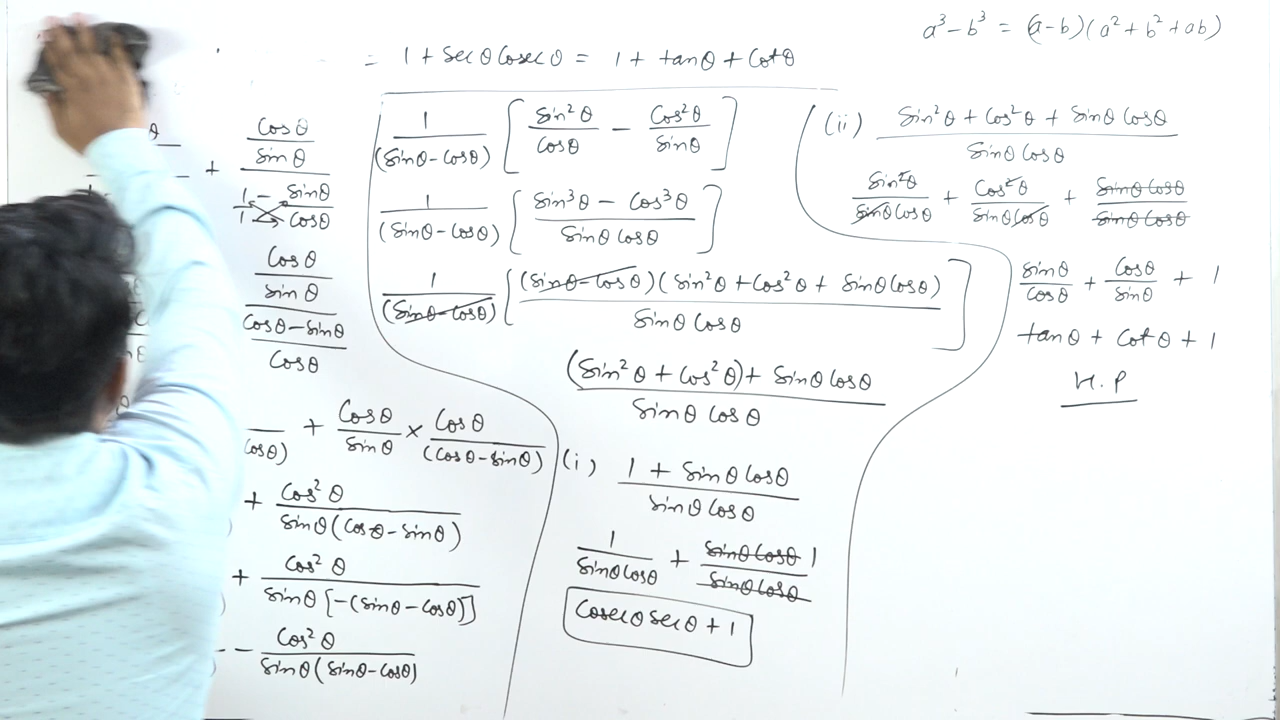 a³ - b³ = (a-b)(a² + b² + ab)
= 1 + secθ cosecθ = 1 + tanθ + cotθ
θ
+ Cosθ / Sinθ
1 - Sinθ
1 Cosθ
Cosθ / Sinθ
Cosθ - Sinθ / Cosθ
Cosθ) + Cosθ / Sinθ × Cosθ / (Cosθ - Sinθ)
+ Cos²θ / Sinθ(Cosθ - Sinθ)
+ Cos²θ / Sinθ[-(Sinθ - Cosθ)]
- Cos²θ / Sinθ(Sinθ - Cosθ)
1 / (Sinθ - Cosθ) [Sin²θ / Cosθ - Cos²θ / Sinθ]
1 / (Sinθ - Cosθ) [Sin³θ - Cos³θ / Sinθ Cosθ]
1 / (Sinθ - Cosθ) [(Sinθ - Cosθ)(Sin²θ + Cos²θ + Sinθ Cosθ) / Sinθ Cosθ]
(Sin²θ + Cos²θ) + Sinθ Cosθ / Sinθ Cosθ
(i) 1 + Sinθ Cosθ / Sinθ Cosθ
1 / Sinθ Cosθ + Sinθ Cosθ / Sinθ Cosθ 1
Cosecθ secθ + 1
(ii) Sin²θ + Cos²θ + Sinθ Cosθ / Sinθ Cosθ
Sin²θ / Sinθ Cosθ + Cos²θ / Sinθ Cosθ + Sinθ Cosθ / Sinθ Cosθ
Sinθ / Cosθ + Cosθ / Sinθ + 1
tanθ + Cotθ + 1
H.P